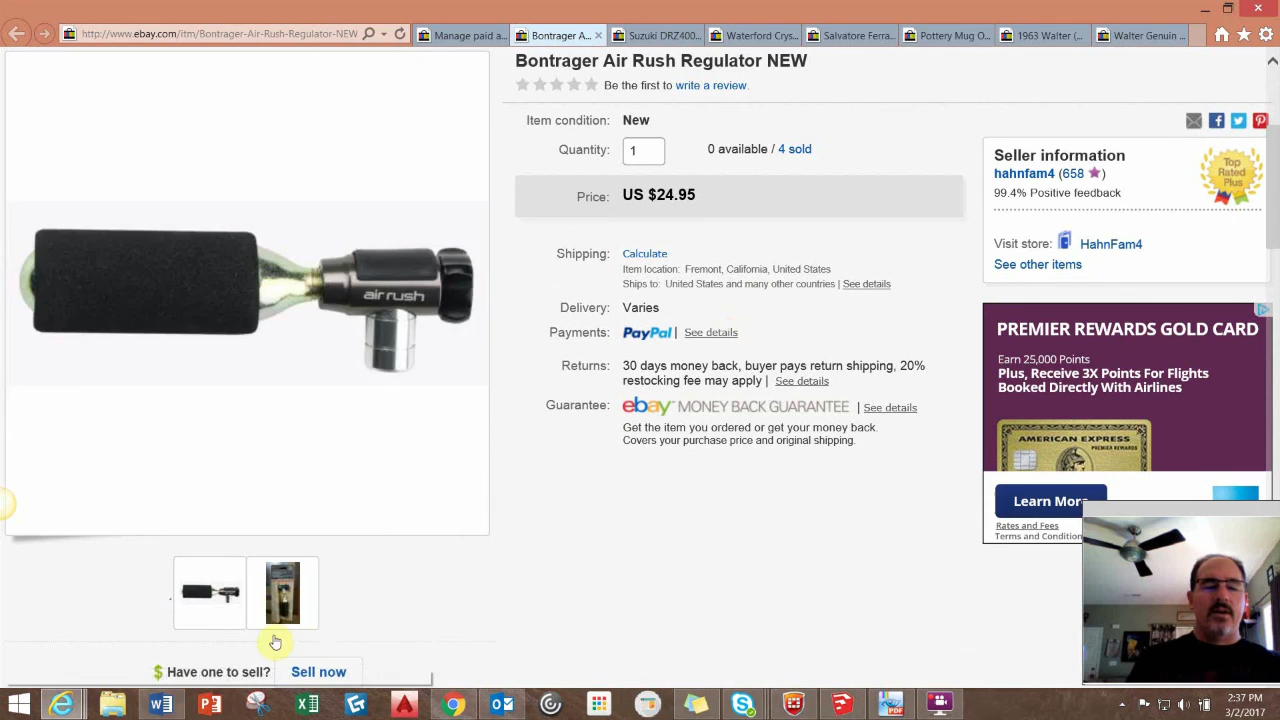 http://www.ebay.com/itm/Bontrager-Air-Rush-Regulator-NEW
Manage paid a...
Bontrager A...
Suzuki DRZ400...
Waterford Crys...
Salvatore Ferra...
Pottery Mug O...
1963 Walter (...
Walter Genuin ...
Bontrager Air Rush Regulator NEW
Be the first to write a review.
Item condition: New
Quantity: 1 0 available / 4 sold
Price: US $24.95
Shipping: Calculate
Item location: Fremont, California, United States
Ships to: United States and many other countries | See details
Delivery: Varies
Payments: PayPal | See details
Returns: 30 days money back, buyer pays return shipping, 20%
restocking fee may apply | See details
Guarantee: ebay MONEY BACK GUARANTEE | See details
Get the item you ordered or get your money back.
Covers your purchase price and original shipping.
air rush
Have one to sell? Sell now
Seller information
hahnfam4 (658 )
99.4% Positive feedback
Top
Rated
Plus
Visit store: HahnFam4
See other items
PREMIER REWARDS GOLD CARD
Earn 25,000 Points
Plus, Receive 3X Points For Flights
Booked Directly With Airlines
AMERICAN EXPRESS
Learn More
Rates and Fees
Terms and Condition
2:37 PM
3/2/2017